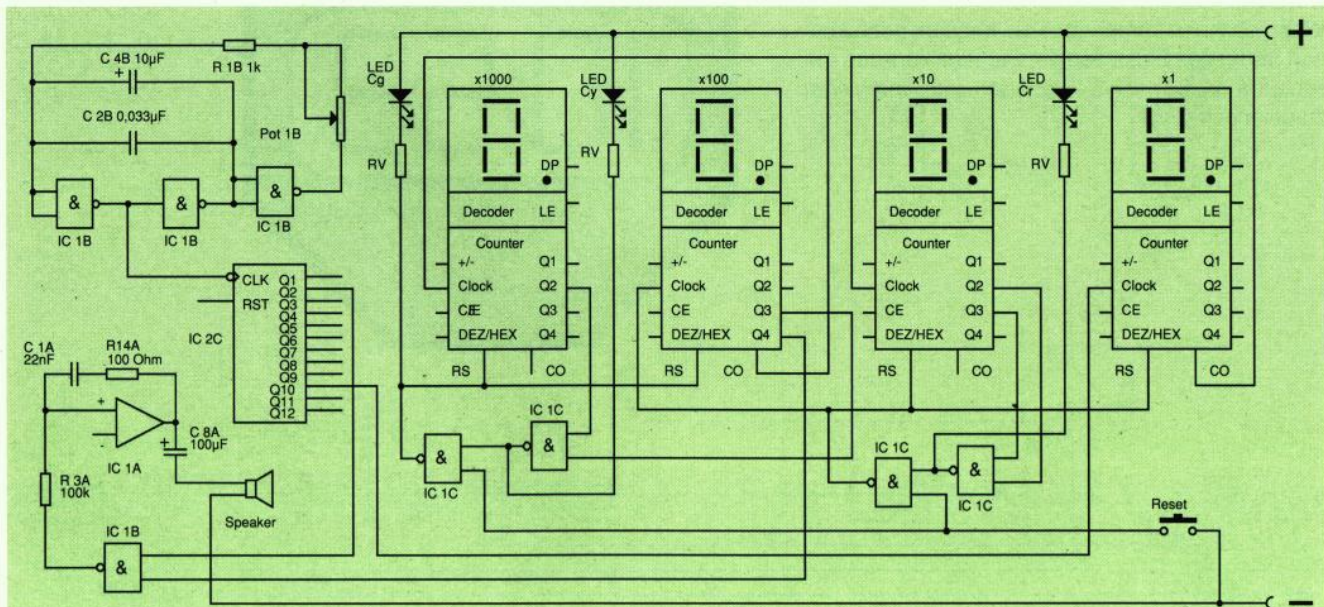 C 4B 10µF
R 1B 1k
C 2B 0,033µF
Pot 1B
&
IC 1B
&
IC 1B
&
IC 1B
CLK
RST
Q1
Q2
Q3
Q4
Q5
Q6
Q7
Q8
Q9
Q10
Q11
Q12
IC 2C
C 1A
22nF
R14A
100 Ohm
+
-
IC 1A
C 8A
100µF
+
R 3A
100k
Speaker
IC 1B
&
LED
Cg
RV
x1000
DP
Decoder LE
Counter
+/- Q1
Clock Q2
CE Q3
DEZ/HEX Q4
RS CO
LED
Cy
RV
x100
DP
Decoder LE
Counter
+/- Q1
Clock Q2
CE Q3
DEZ/HEX Q4
RS CO
x10
DP
Decoder LE
Counter
+/- Q1
Clock Q2
CE Q3
DEZ/HEX Q4
RS CO
LED
Cr
RV
x1
DP
Decoder LE
Counter
+/- Q1
Clock Q2
CE Q3
DEZ/HEX Q4
RS CO
IC 1C
&
&
IC 1C
IC 1C
&
&
IC 1C
Reset
+
−